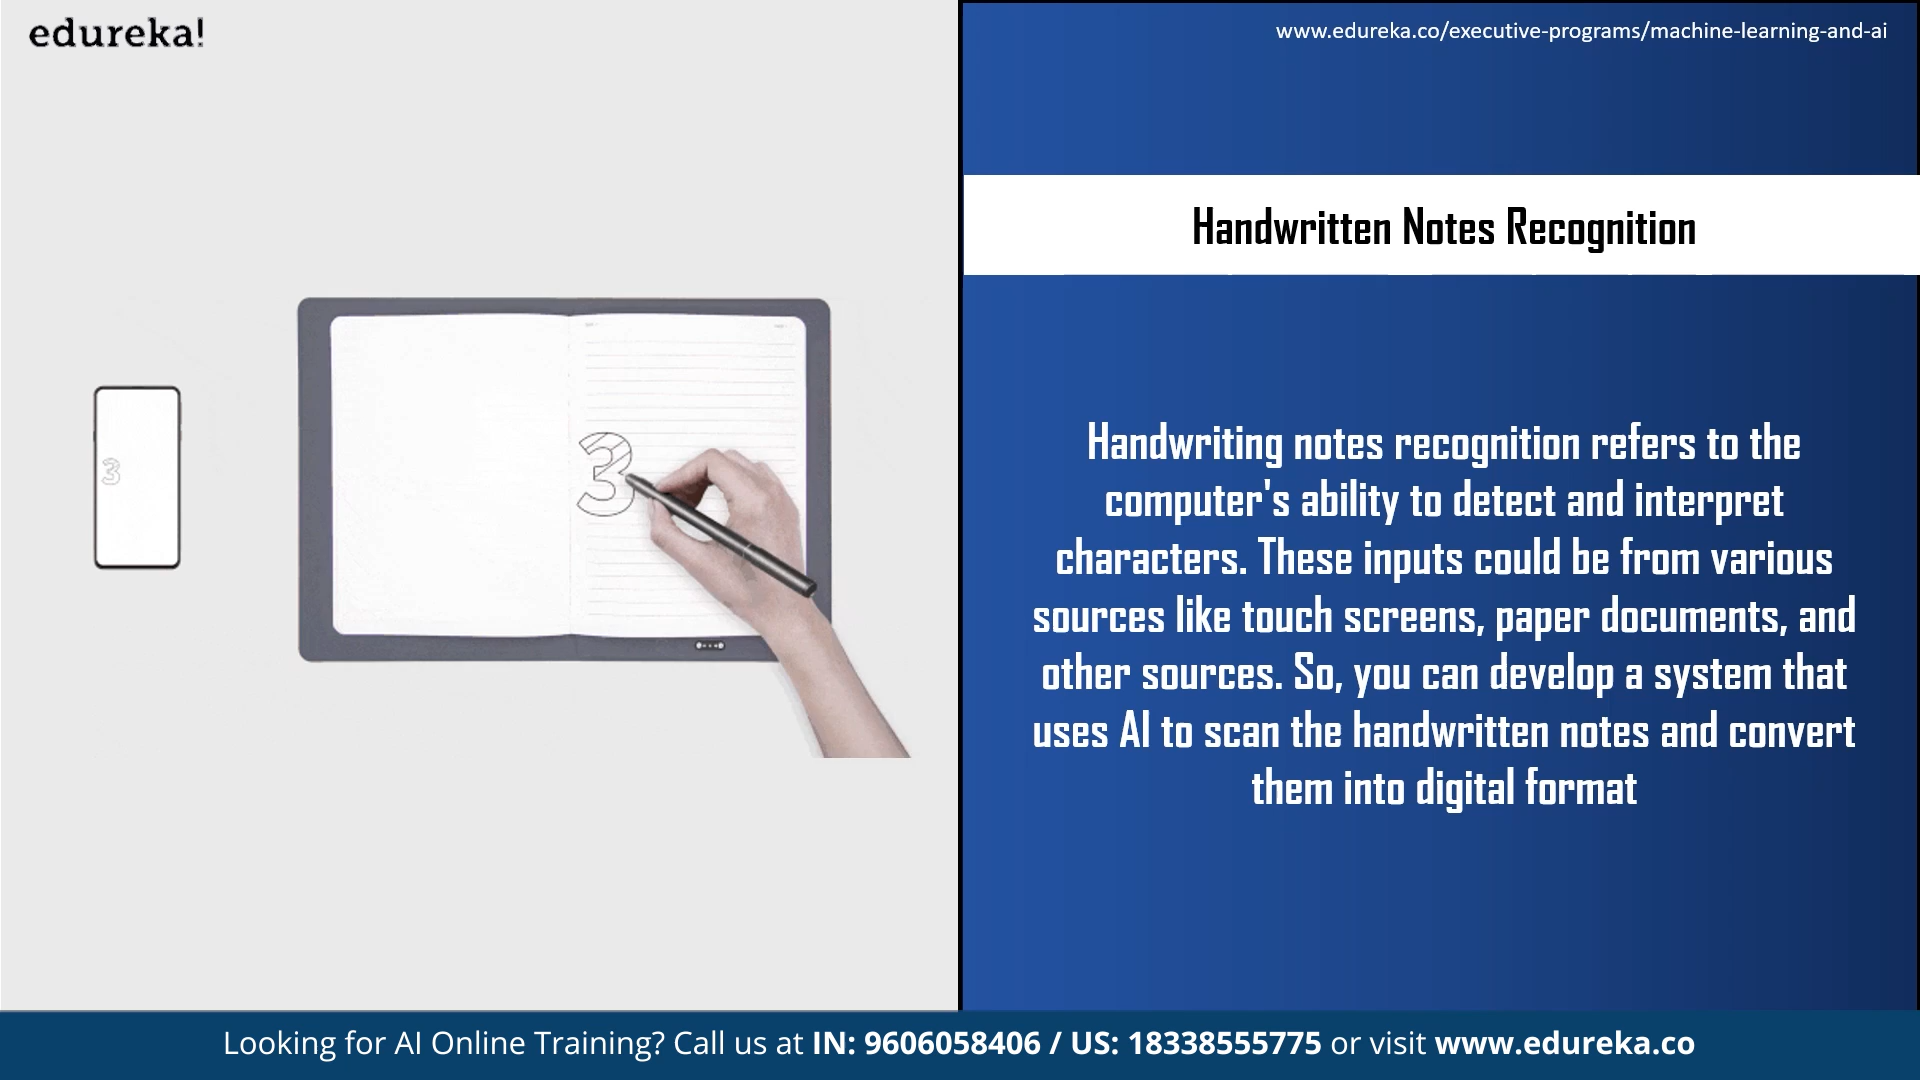 edureka!
www.edureka.co/executive-programs/machine-learning-and-ai
Handwritten Notes Recognition
3
3
Handwriting notes recognition refers to the
computer's ability to detect and interpret
characters. These inputs could be from various
sources like touch screens, paper documents, and
other sources. So, you can develop a system that
uses AI to scan the handwritten notes and convert
them into digital format
Looking for AI Online Training? Call us at IN: 9606058406 / US: 18338555775 or visit www.edureka.co